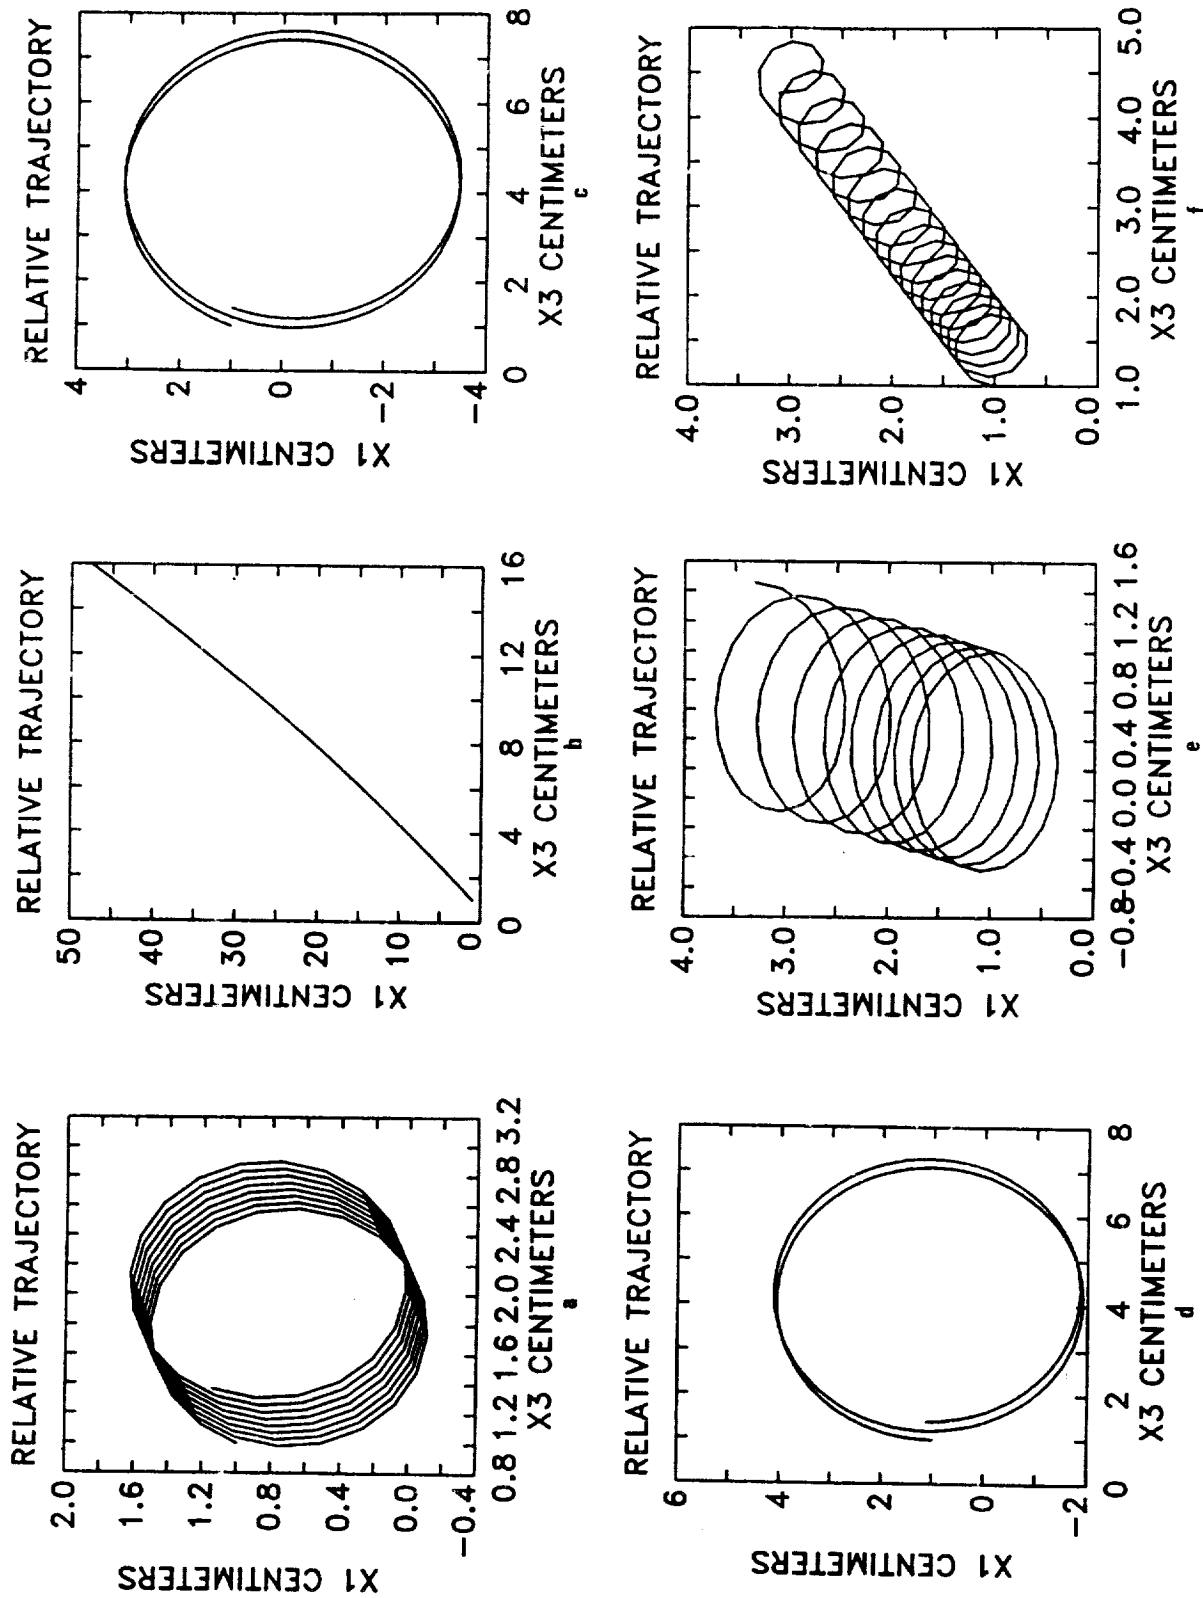 RELATIVE TRAJECTORY
X1 CENTIMETERS
2.0
1.6
1.2
0.8
0.4
0.0
-0.4
0.8 1.2 1.6 2.0 2.4 2.8 3.2
X3 CENTIMETERS
a
RELATIVE TRAJECTORY
X1 CENTIMETERS
50
40
30
20
10
0
0 4 8 12 16
X3 CENTIMETERS
b
RELATIVE TRAJECTORY
X1 CENTIMETERS
4
2
0
-2
-4
0 2 4 6 8
X3 CENTIMETERS
c
RELATIVE TRAJECTORY
X1 CENTIMETERS
6
4
2
0
-2
0 2 4 6 8
X3 CENTIMETERS
d
RELATIVE TRAJECTORY
X1 CENTIMETERS
4.0
3.0
2.0
1.0
0.0
-0.8 -0.4 0.0 0.4 0.8 1.2 1.6
X3 CENTIMETERS
e
RELATIVE TRAJECTORY
X1 CENTIMETERS
4.0
3.0
2.0
1.0
0.0
1.0 2.0 3.0 4.0 5.0
X3 CENTIMETERS
f